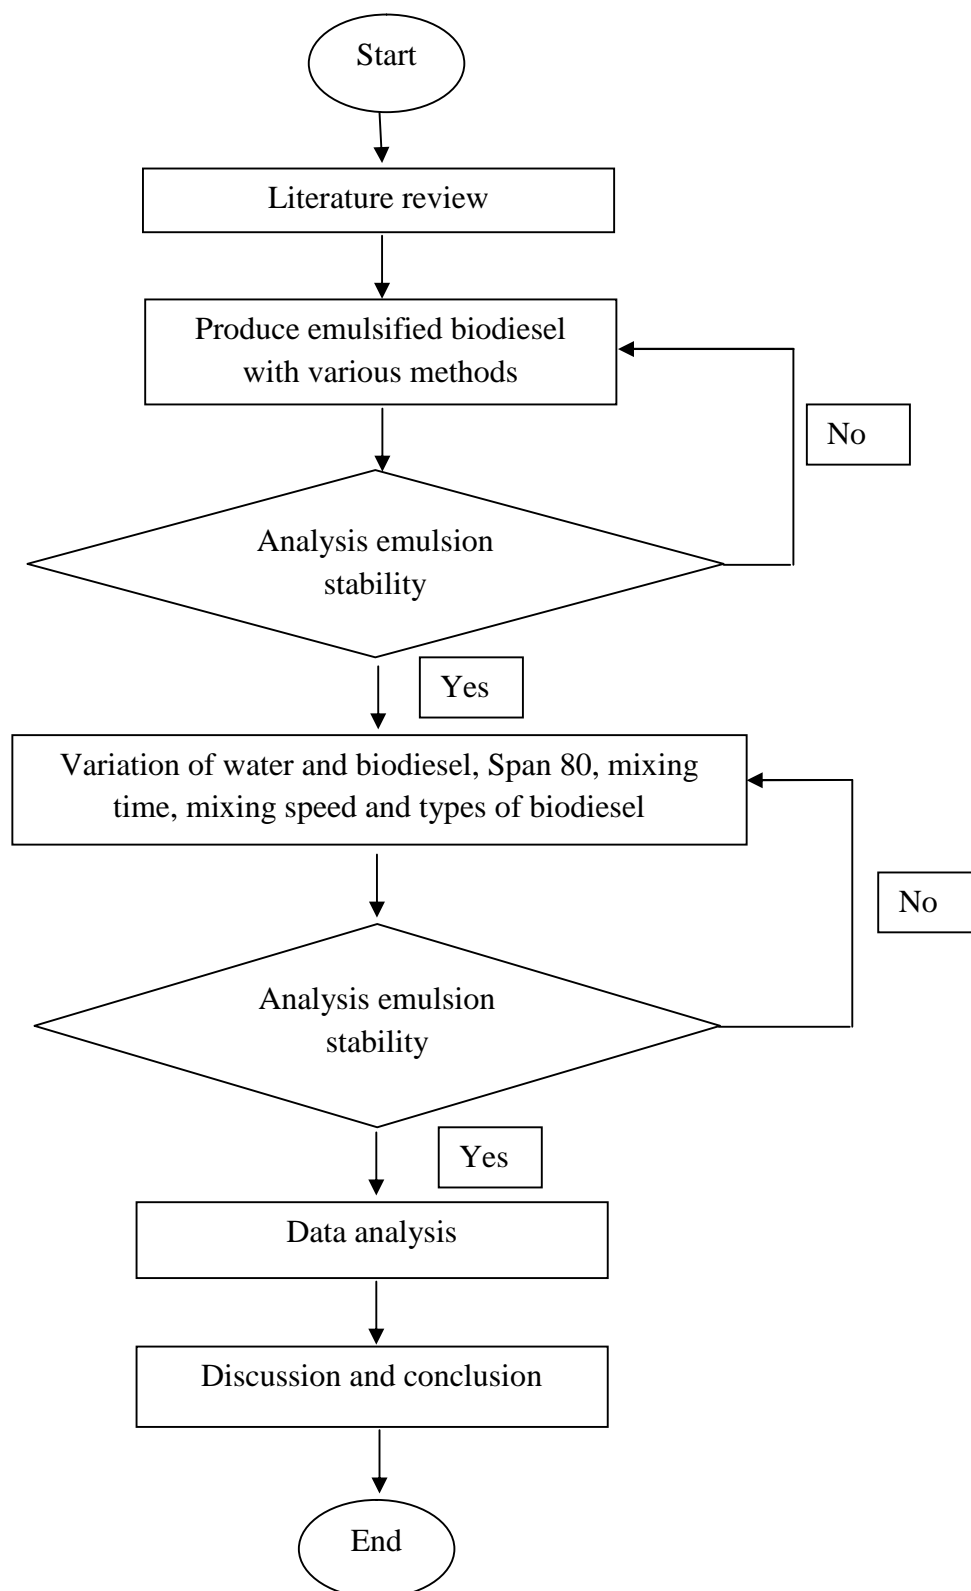 Start
Literature review
Produce emulsified biodiesel
with various methods
No
Analysis emulsion
stability
Yes
Variation of water and biodiesel, Span 80, mixing
time, mixing speed and types of biodiesel
No
Analysis emulsion
stability
Yes
Data analysis
Discussion and conclusion
End